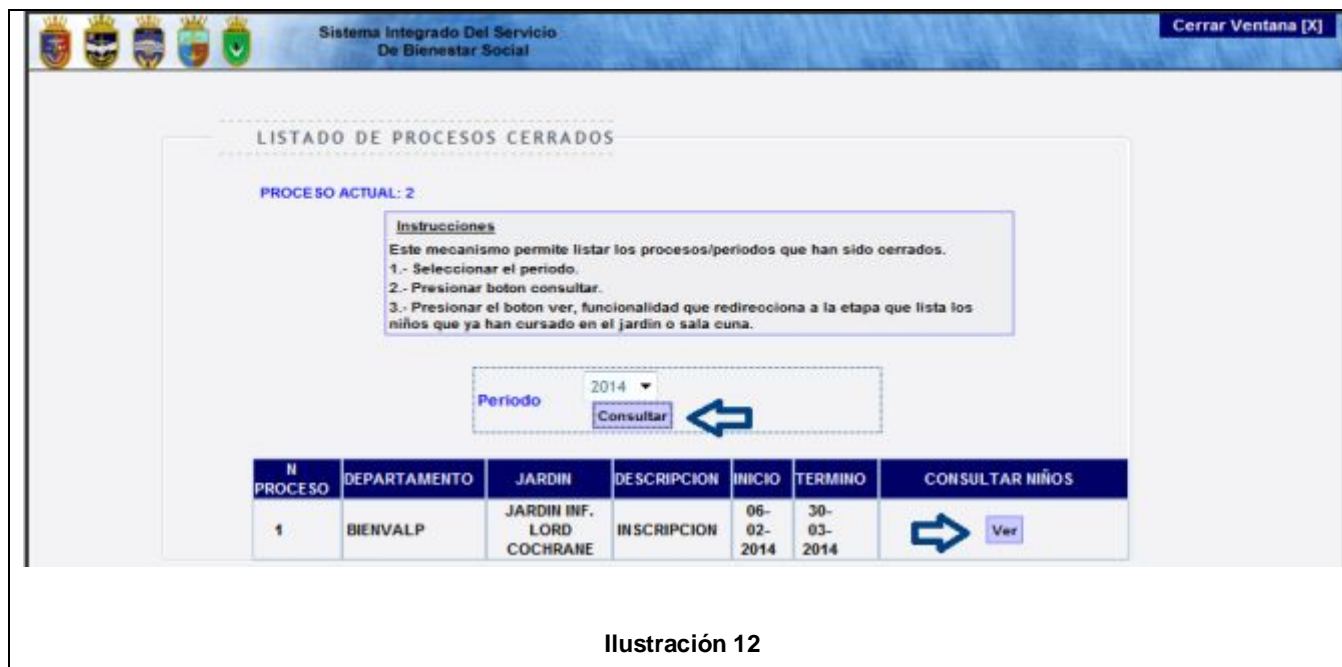 Sistema Integrado Del Servicio
De Bienestar Social
Cerrar Ventana [X]
LISTADO DE PROCESOS CERRADOS
PROCESO ACTUAL: 2
Instrucciones
Este mecanismo permite listar los procesos/periodos que han sido cerrados.
1.- Seleccionar el periodo.
2.- Presionar boton consultar.
3.- Presionar el boton ver, funcionalidad que redirecciona a la etapa que lista los
niños que ya han cursado en el jardin o sala cuna.
Periodo 2014
Consultar
N PROCESO DEPARTAMENTO JARDIN DESCRIPCION INICIO TERMINO CONSULTAR NIÑOS
1 BIENVALP JARDIN INF. LORD COCHRANE INSCRIPCION 06-02-2014 30-03-2014 Ver
Ilustración 12